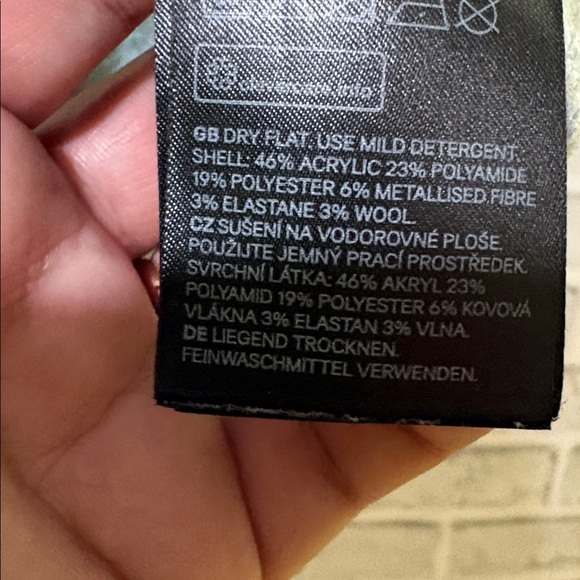 clevercare.info
GB DRY FLAT. USE MILD DETERGENT.
SHELL: 46% ACRYLIC 23% POLYAMIDE
19% POLYESTER 6% METALLISED FIBRE
3% ELASTANE 3% WOOL.
CZ SUŠENÍ NA VODOROVNÉ PLOŠE.
POUŽIJTE JEMNÝ PRACÍ PROSTŘEDEK.
SVRCHNÍ LÁTKA: 46% AKRYL 23%
POLYAMID 19% POLYESTER 6% KOVOVÁ
VLÁKNA 3% ELASTAN 3% VLNA.
DE LIEGEND TROCKNEN.
FEINWASCHMITTEL VERWENDEN.